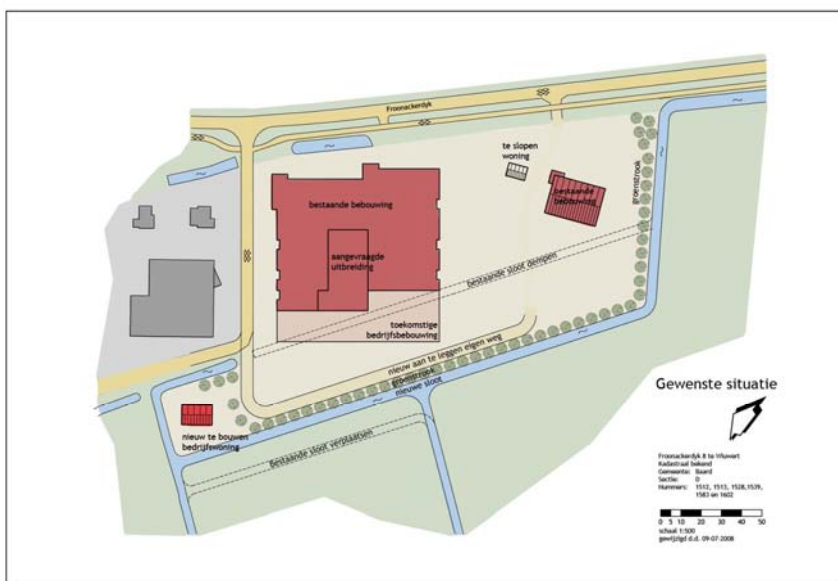 Froonackerdyk
te slopen
woning
bestaande
bebouwing
groenstrook
bestaande bebouwing
aangevraagde
uitbreiding
bestaande sloot dempen
toekomstige
bedrijfsbebouwing
nieuw aan te leggen eigen weg
groenstrook
nieuwe sloot
nieuw te bouwen
bedrijfswoning
Bestaande sloot verplaatsen
Gewenste situatie
Froonackerdyk 8 te Wiuwert
Kadastraal bekend
Gemeente: Baard
Sectie: D
Nummers: 1512, 1513, 1528,1539,
1583 en 1602
0 5 10 20 30 40 50
schaal 1:500
gewijzigd d.d. 09-07-2008